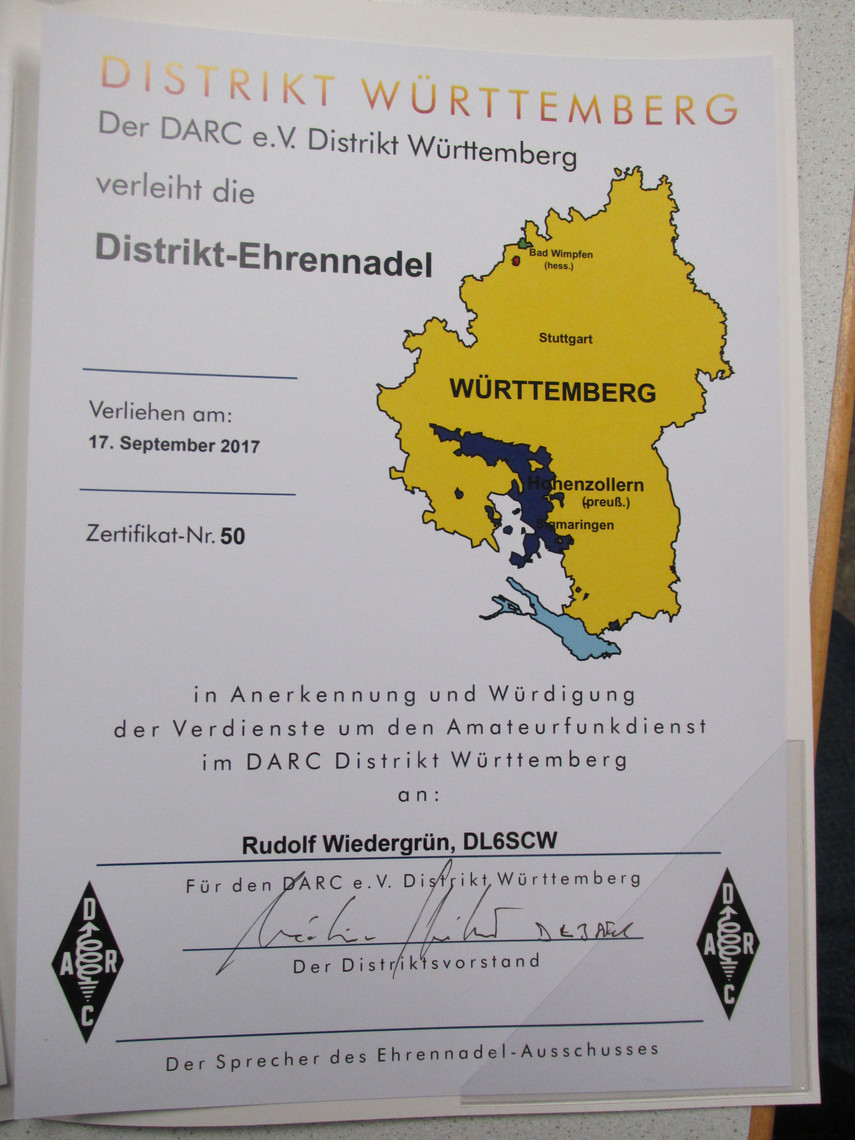 DISTRIKT WÜRTTEMBERG
Der DARC e.V. Distrikt Württemberg
verleiht die
Distrikt-Ehrennadel
Bad Wimpfen
(hess.)
Stuttgart
WÜRTTEMBERG
Verliehen am:
17. September 2017
Hohenzollern
(preuß.)
Sigmaringen
Zertifikat-Nr. 50
in Anerkennung und Würdigung
der Verdienste um den Amateurfunkdienst
im DARC Distrikt Württemberg
an:
Rudolf Wiedergrün, DL6SCW
Für den DARC e.V. Distrikt Württemberg
Der Distriktsvorstand
Der Sprecher des Ehrennadel-Ausschusses
DARC
DARC